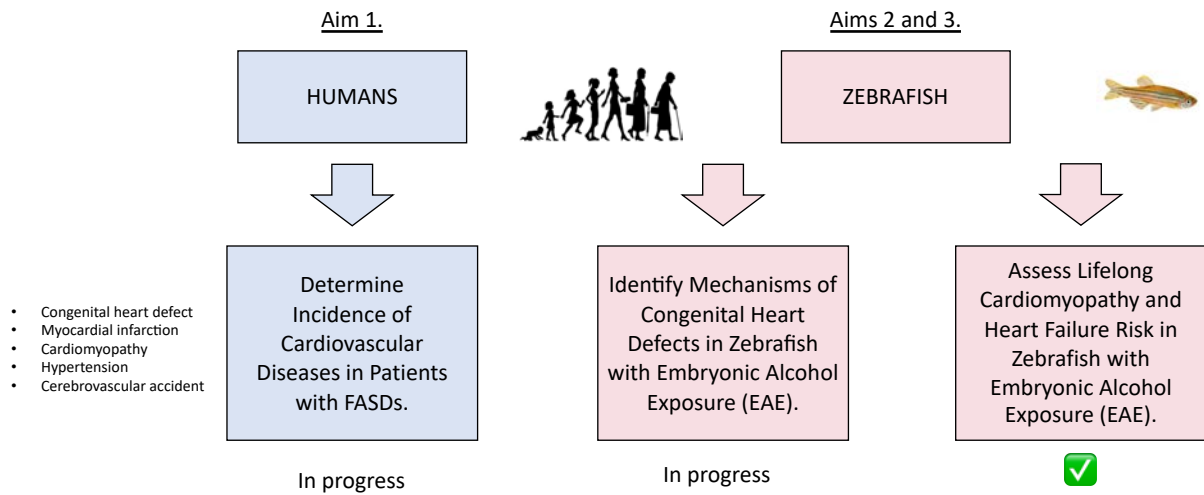 Aim 1.
Aims 2 and 3.
HUMANS
ZEBRAFISH
• Congenital heart defect
• Myocardial infarction
• Cardiomyopathy
• Hypertension
• Cerebrovascular accident
Determine
Incidence of
Cardiovascular
Diseases in Patients
with FASDs.
Identify Mechanisms of
Congenital Heart
Defects in Zebrafish
with Embryonic Alcohol
Exposure (EAE).
Assess Lifelong
Cardiomyopathy and
Heart Failure Risk in
Zebrafish with
Embryonic Alcohol
Exposure (EAE).
In progress
In progress